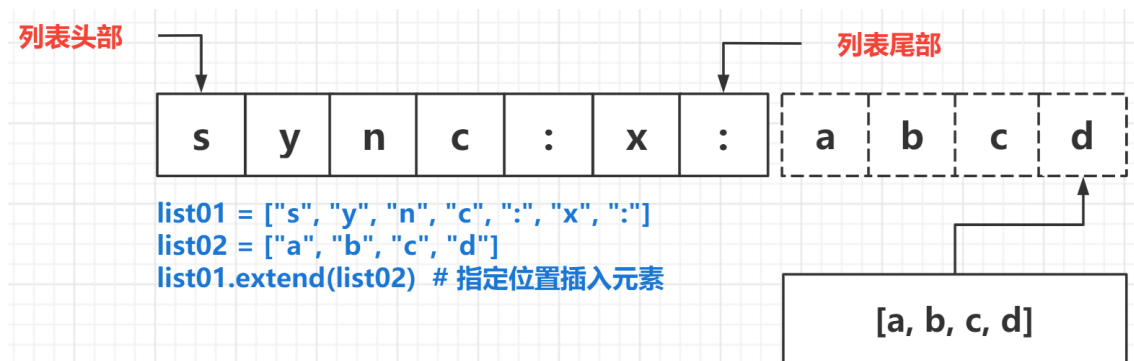 列表头部
列表尾部
s y n c : x : a b c d
list01 = ["s", "y", "n", "c", ":", "x", ":"]
list02 = ["a", "b", "c", "d"]
list01.extend(list02)  # 指定位置插入元素
[a, b, c, d]